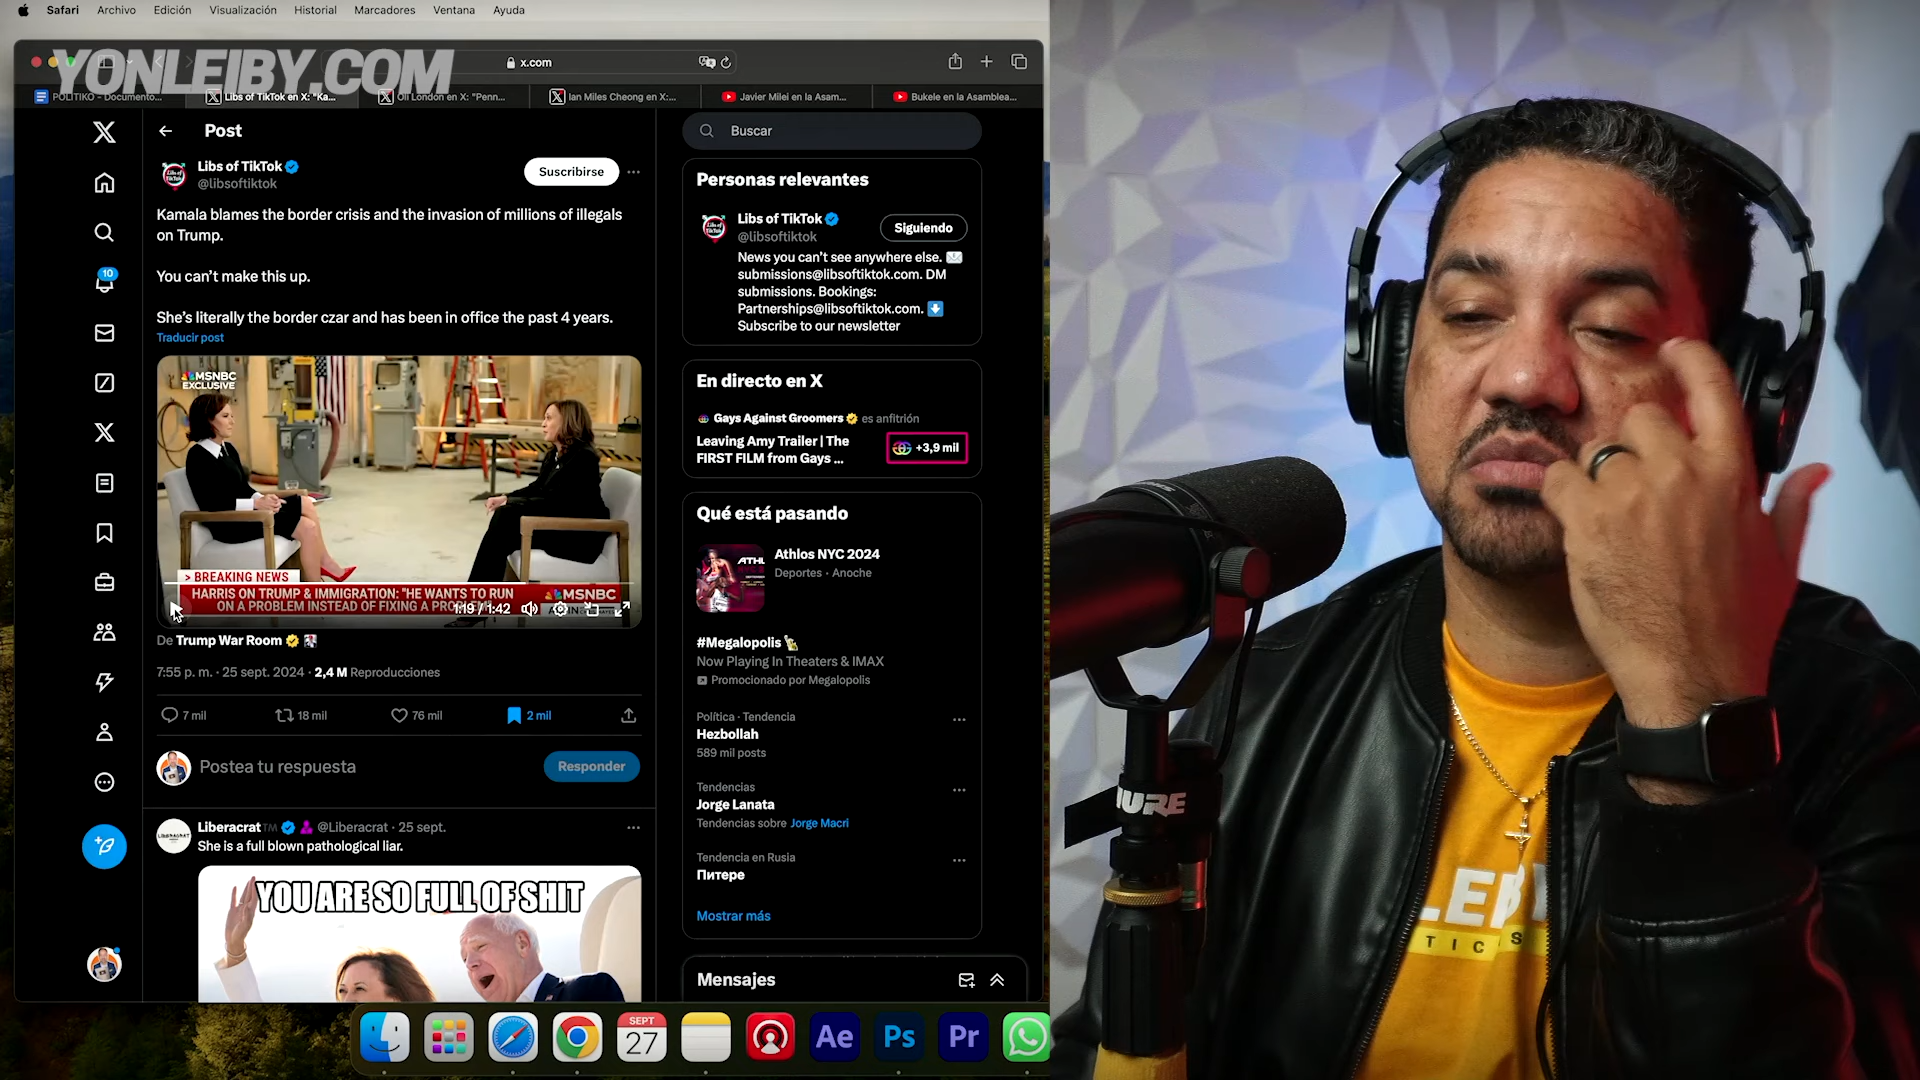 Safari Archivo Edición Visualización Historial Marcadores Ventana Ayuda
YONLEIBY.COM
x.com
POLITIKO - Documento...
Libs of TikTok en X: "Ka...
Oli London en X: "Penn...
Ian Miles Cheong en X:...
Javier Milei en la Asam...
Bukele en la Asamblea...
Post
Libs of TikTok
@libsoftiktok
Suscribirse
Kamala blames the border crisis and the invasion of millions of illegals
on Trump.
You can't make this up.
She's literally the border czar and has been in office the past 4 years.
Traducir post
MSNBC
EXCLUSIVE
> BREAKING NEWS
HARRIS ON TRUMP & IMMIGRATION: "HE WANTS TO RUN
ON A PROBLEM INSTEAD OF FIXING A
MSNBC
1:19 / 1:42
De Trump War Room
7:55 p. m. · 25 sept. 2024 · 2,4 M Reproducciones
7 mil
18 mil
76 mil
2 mil
Postea tu respuesta
Responder
Liberacrat™ @Liberacrat · 25 sept.
She is a full blown pathological liar.
YOU ARE SO FULL OF SHIT
10
Buscar
Personas relevantes
Libs of TikTok
@libsoftiktok
Siguiendo
News you can't see anywhere else.
submissions@libsoftiktok.com. DM
submissions. Bookings:
Partnerships@libsoftiktok.com.
Subscribe to our newsletter
En directo en X
Gays Against Groomers es anfitrión
Leaving Amy Trailer | The
FIRST FILM from Gays ...
+3,9 mil
Qué está pasando
Athlos NYC 2024
Deportes · Anoche
#Megalopolis
Now Playing In Theaters & IMAX
Promocionado por Megalopolis
Política · Tendencia
Hezbollah
589 mil posts
Tendencias
Jorge Lanata
Tendencias sobre Jorge Macri
Tendencia en Rusia
Питере
Mostrar más
Mensajes
SEPT
27
Ae
Ps
Pr
SHURE
LEIBY
TICS